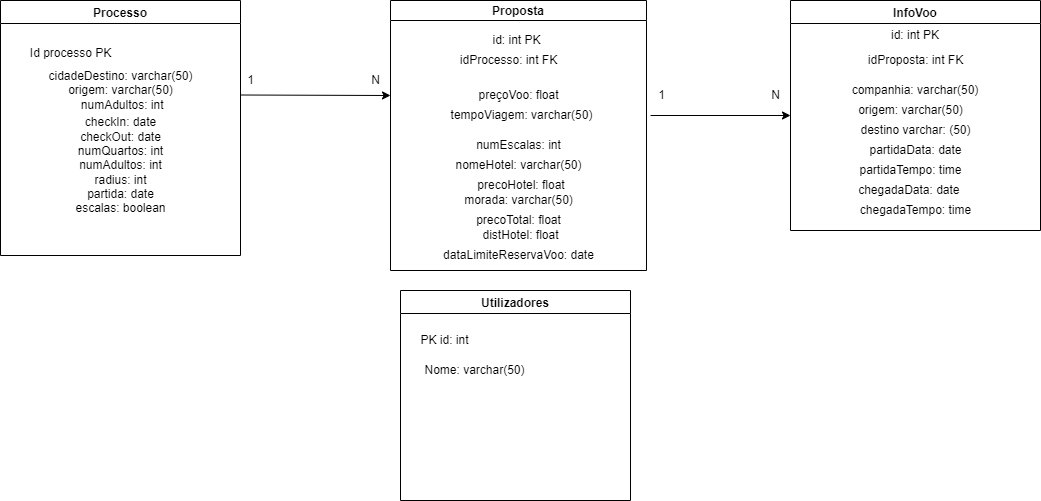 Processo
Id processo PK
cidadeDestino: varchar(50)
origem: varchar(50)
numAdultos: int
checkIn: date
checkOut: date
numQuartos: int
numAdultos: int
radius: int
partida: date
escalas: boolean
1
N
Proposta
id: int PK
idProcesso: int FK
preçoVoo: float
tempoViagem: varchar(50)
numEscalas: int
nomeHotel: varchar(50)
precoHotel: float
morada: varchar(50)
precoTotal: float
distHotel: float
dataLimiteReservaVoo: date
1
N
InfoVoo
id: int PK
idProposta: int FK
companhia: varchar(50)
origem: varchar(50)
destino varchar: (50)
partidaData: date
partidaTempo: time
chegadaData: date
chegadaTempo: time
Utilizadores
PK id: int
Nome: varchar(50)